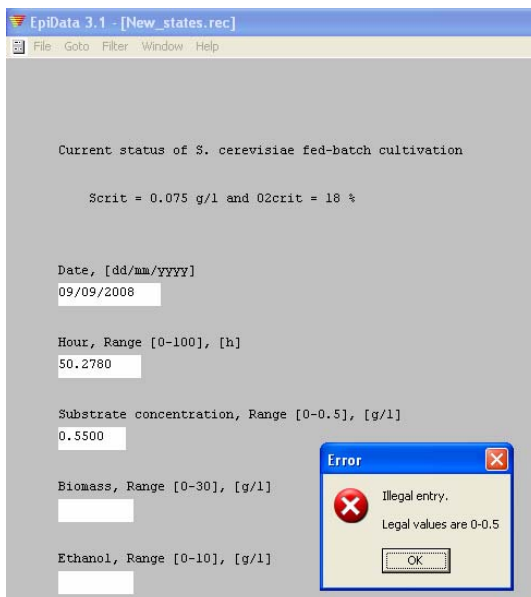 EpiData 3.1 - [New_states.rec]
File Goto Filter Window Help
Current status of S. cerevisiae fed-batch cultivation
Scrit = 0.075 g/l and O2crit = 18 %
Date, [dd/mm/yyyy]
09/09/2008
Hour, Range [0-100], [h]
50.2780
Substrate concentration, Range [0-0.5], [g/l]
0.5500
Error
Illegal entry.
Legal values are 0-0.5
OK
Biomass, Range [0-30], [g/l]
Ethanol, Range [0-10], [g/l]